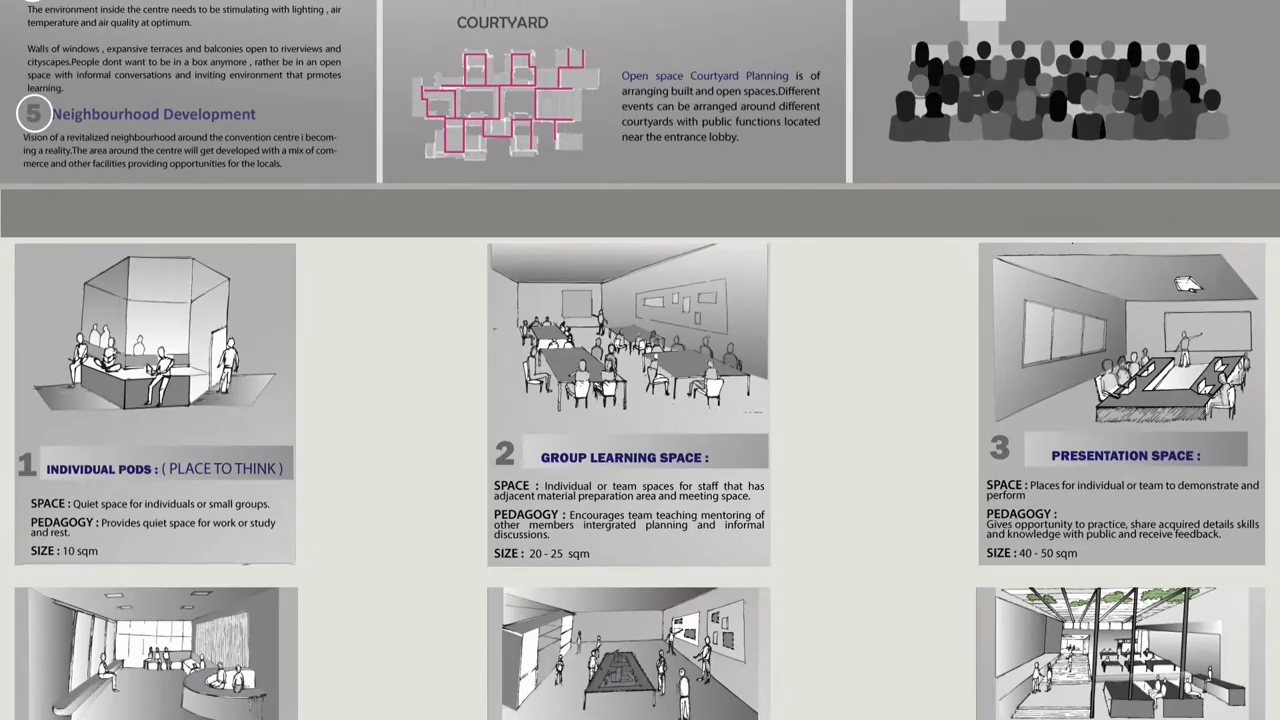 The environment inside the centre needs to be stimulating with lighting , air
temperature and air quality at optimum.
Walls of windows , expansive terraces and balconies open to riverviews and
cityscapes.People dont want to be in a box anymore , rather be in an open
space with informal conversations and inviting environment that prmotes
learning.
5 Neighbourhood Development
Vision of a revitalized neighbourhood around the convention centre i becom-
ing a reality.The area around the centre will get developed with a mix of com-
merce and other facilities providing opportunities for the locals.
COURTYARD
Open space Courtyard Planning is of
arranging built and open spaces.Different
events can be arranged around different
courtyards with public functions located
near the entrance lobby.
1 INDIVIDUAL PODS : ( PLACE TO THINK )
SPACE : Quiet space for individuals or small groups.
PEDAGOGY : Provides quiet space for work or study
and rest.
SIZE : 10 sqm
2 GROUP LEARNING SPACE :
SPACE : Individual or team spaces for staff that has
adjacent material preparation area and meeting space.
PEDAGOGY : Encourages team teaching mentoring of
other members intergrated planning and informal
discussions.
SIZE : 20 - 25 sqm
3 PRESENTATION SPACE :
SPACE : Places for individual or team to demonstrate and
perform
PEDAGOGY :
Gives opportunity to practice, share acquired details skills
and knowledge with public and receive feedback.
SIZE : 40 - 50 sqm